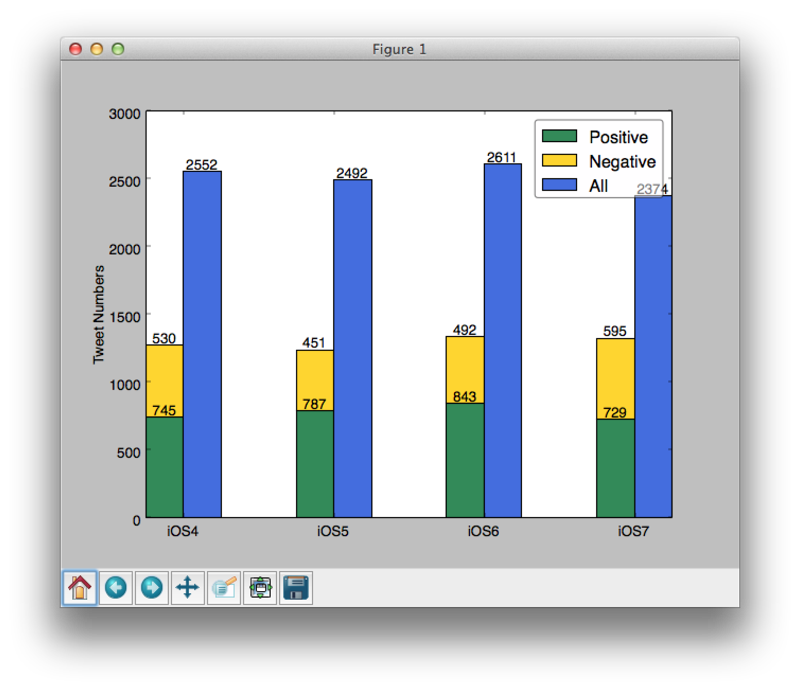 Figure 1
3000
2500
2000
1500
1000
500
0
Tweet Numbers
Positive
Negative
All
2552
530
745
2492
451
787
2611
492
843
2374
595
729
iOS4
iOS5
iOS6
iOS7